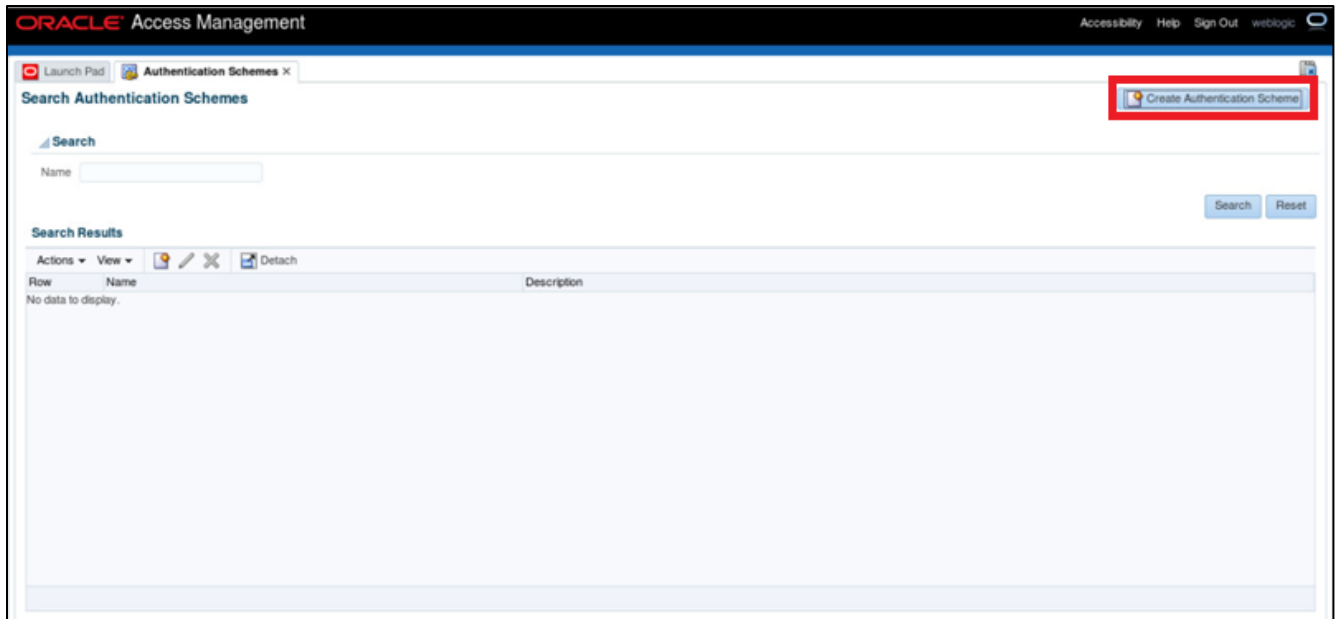 ORACLE Access Management
Accessibility Help Sign Out weblogic
Launch Pad Authentication Schemes ×
Search Authentication Schemes
Create Authentication Scheme
Search
Name
Search Reset
Search Results
Actions View Detach
Row Name Description
No data to display.